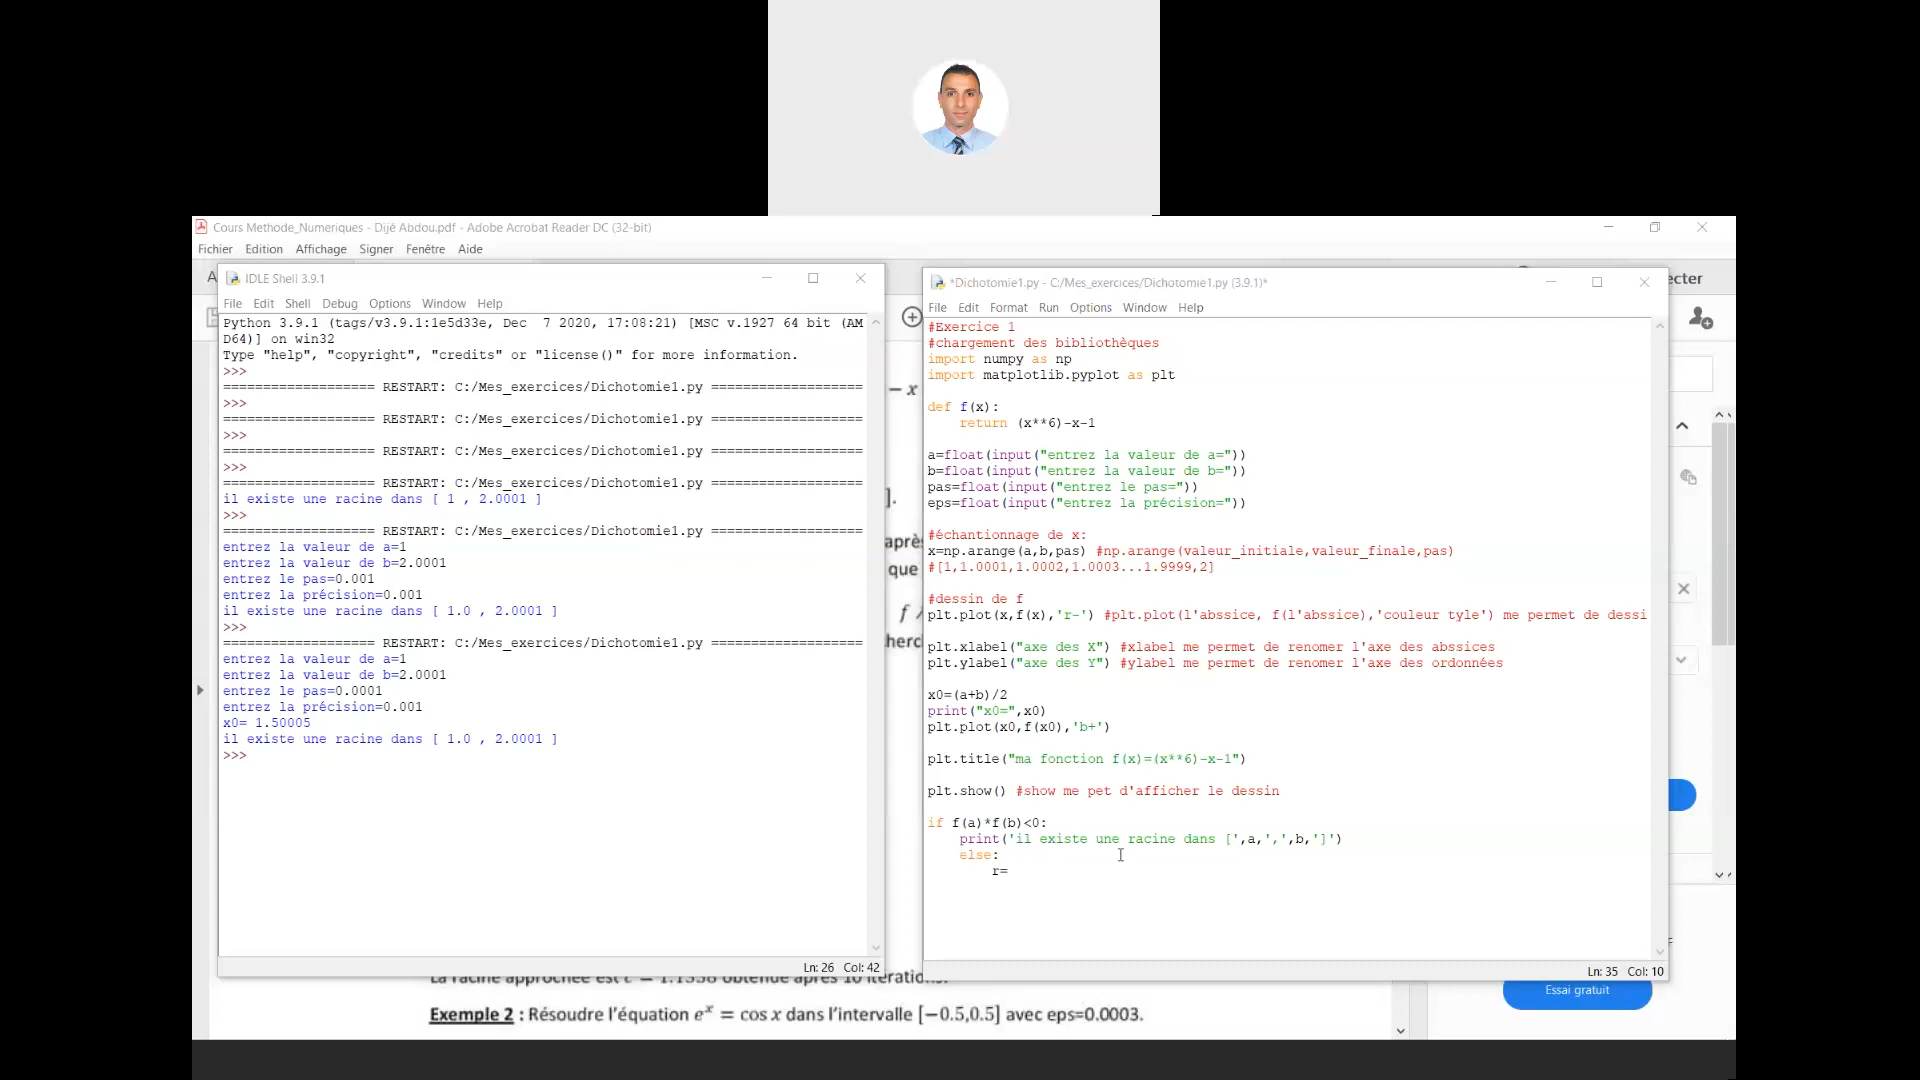 Cours Methode_Numeriques - Dijé Abdou.pdf - Adobe Acrobat Reader DC (32-bit)
Fichier Edition Affichage Signer Fenêtre Aide
IDLE Shell 3.9.1
File Edit Shell Debug Options Window Help
Python 3.9.1 (tags/v3.9.1:1e5d33e, Dec  7 2020, 17:08:21) [MSC v.1927 64 bit (AM
D64)] on win32
Type "help", "copyright", "credits" or "license()" for more information.
>>>
=================== RESTART: C:/Mes_exercices/Dichotomie1.py ===================
>>>
=================== RESTART: C:/Mes_exercices/Dichotomie1.py ===================
>>>
=================== RESTART: C:/Mes_exercices/Dichotomie1.py ===================
>>>
=================== RESTART: C:/Mes_exercices/Dichotomie1.py ===================
il existe une racine dans [ 1 , 2.0001 ]
>>>
=================== RESTART: C:/Mes_exercices/Dichotomie1.py ===================
entrez la valeur de a=1
entrez la valeur de b=2.0001
entrez le pas=0.001
entrez la précision=0.001
il existe une racine dans [ 1.0 , 2.0001 ]
>>>
=================== RESTART: C:/Mes_exercices/Dichotomie1.py ===================
entrez la valeur de a=1
entrez la valeur de b=2.0001
entrez le pas=0.0001
entrez la précision=0.001
x0= 1.50005
il existe une racine dans [ 1.0 , 2.0001 ]
>>>
Ln: 26 Col: 42
*Dichotomie1.py - C:/Mes_exercices/Dichotomie1.py (3.9.1)*
File Edit Format Run Options Window Help
#Exercice 1
#chargement des bibliothèques
import numpy as np
import matplotlib.pyplot as plt
def f(x):
    return (x**6)-x-1
a=float(input("entrez la valeur de a="))
b=float(input("entrez la valeur de b="))
pas=float(input("entrez le pas="))
eps=float(input("entrez la précision="))
#échantionnage de x:
x=np.arange(a,b,pas) #np.arange(valeur_initiale,valeur_finale,pas)
#[1,1.0001,1.0002,1.0003...1.9999,2]
#dessin de f
plt.plot(x,f(x),'r-') #plt.plot(l'abssice, f(l'abssice),'couleur tyle') me permet de dessi
plt.xlabel("axe des X") #xlabel me permet de renomer l'axe des abssices
plt.ylabel("axe des Y") #ylabel me permet de renomer l'axe des ordonnées
x0=(a+b)/2
print("x0=",x0)
plt.plot(x0,f(x0),'b+')
plt.title("ma fonction f(x)=(x**6)-x-1")
plt.show() #show me pet d'afficher le dessin
if f(a)*f(b)<0:
    print('il existe une racine dans [',a,',',b,']')
    else:
        r=
Ln: 35 Col: 10
− x
].
après
que
f
herc
ecter
Essai gratuit
La racine approchée est c = 1.1338 obtenue après 10 itérations.
Exemple 2 : Résoudre l'équation eˣ = cos x dans l'intervalle [−0.5,0.5] avec eps=0.0003.